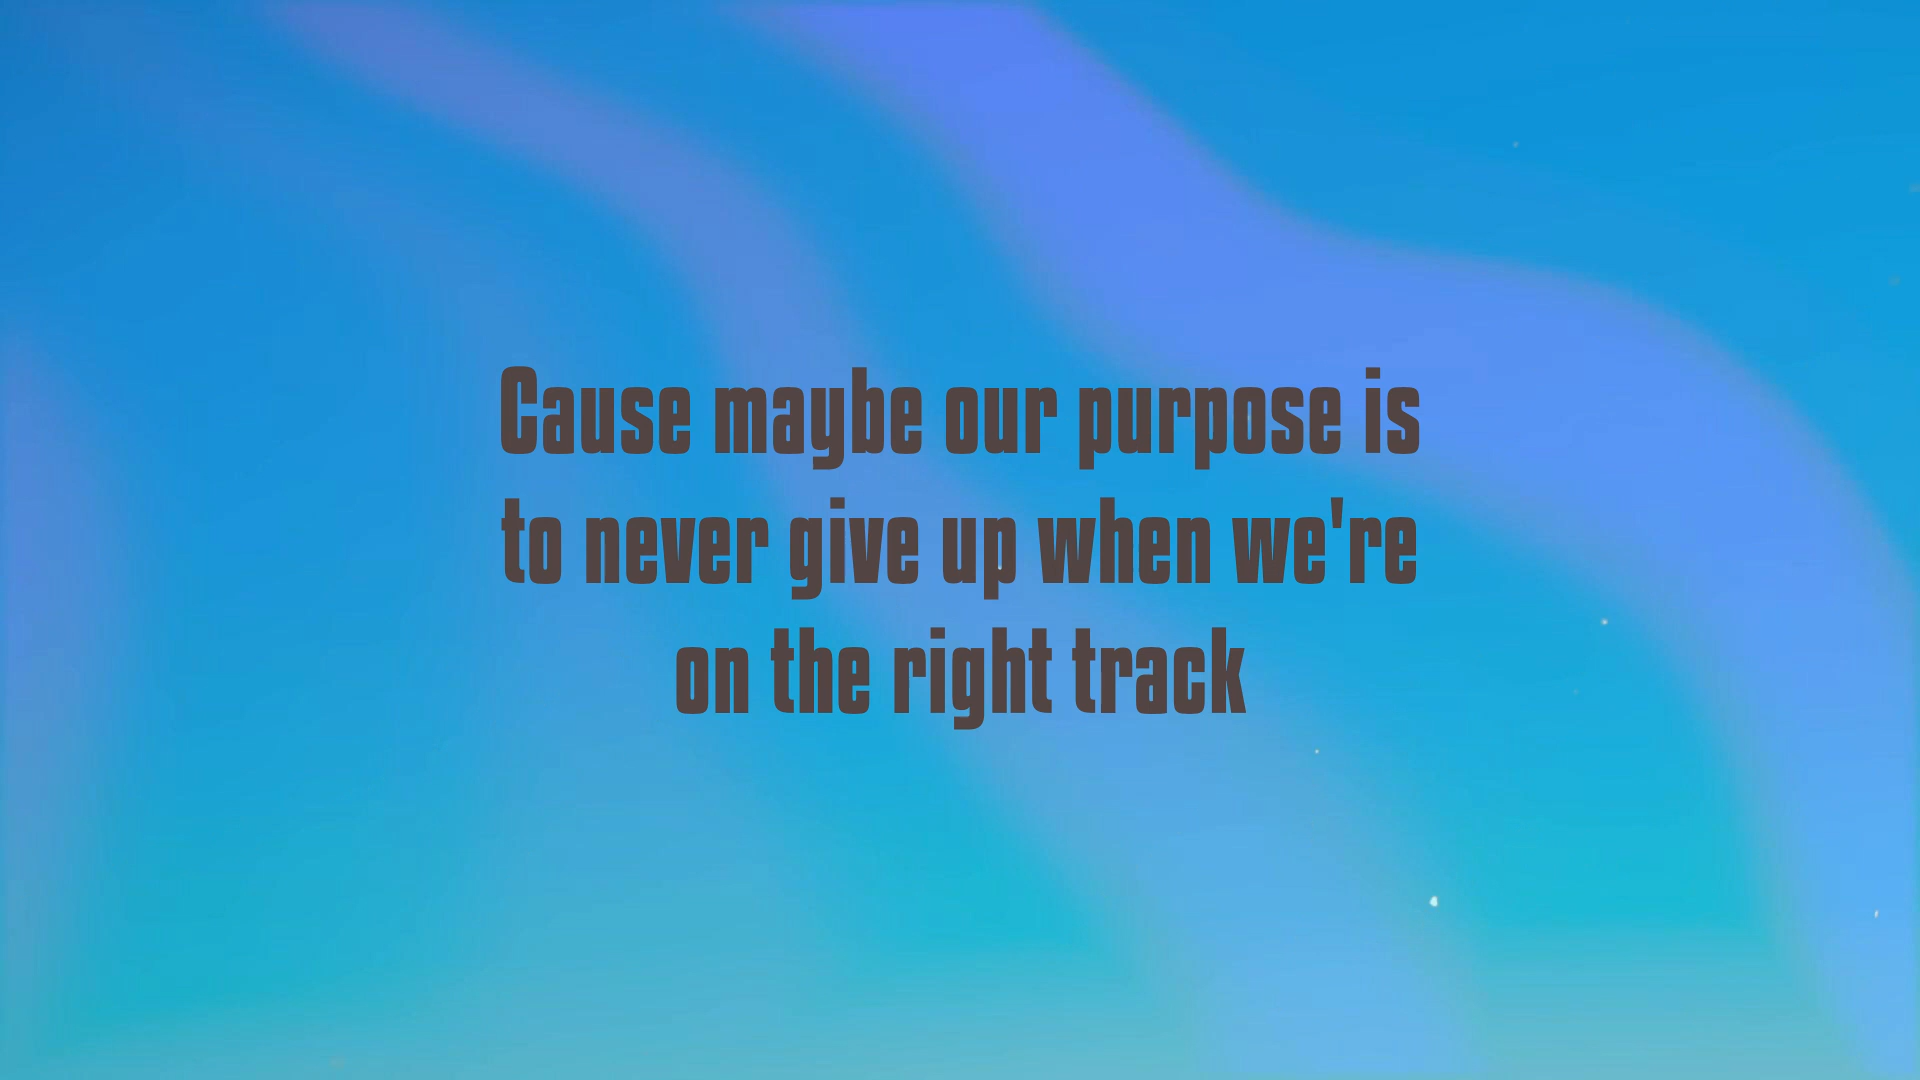 Cause maybe our purpose is
to never give up when we're
on the right track